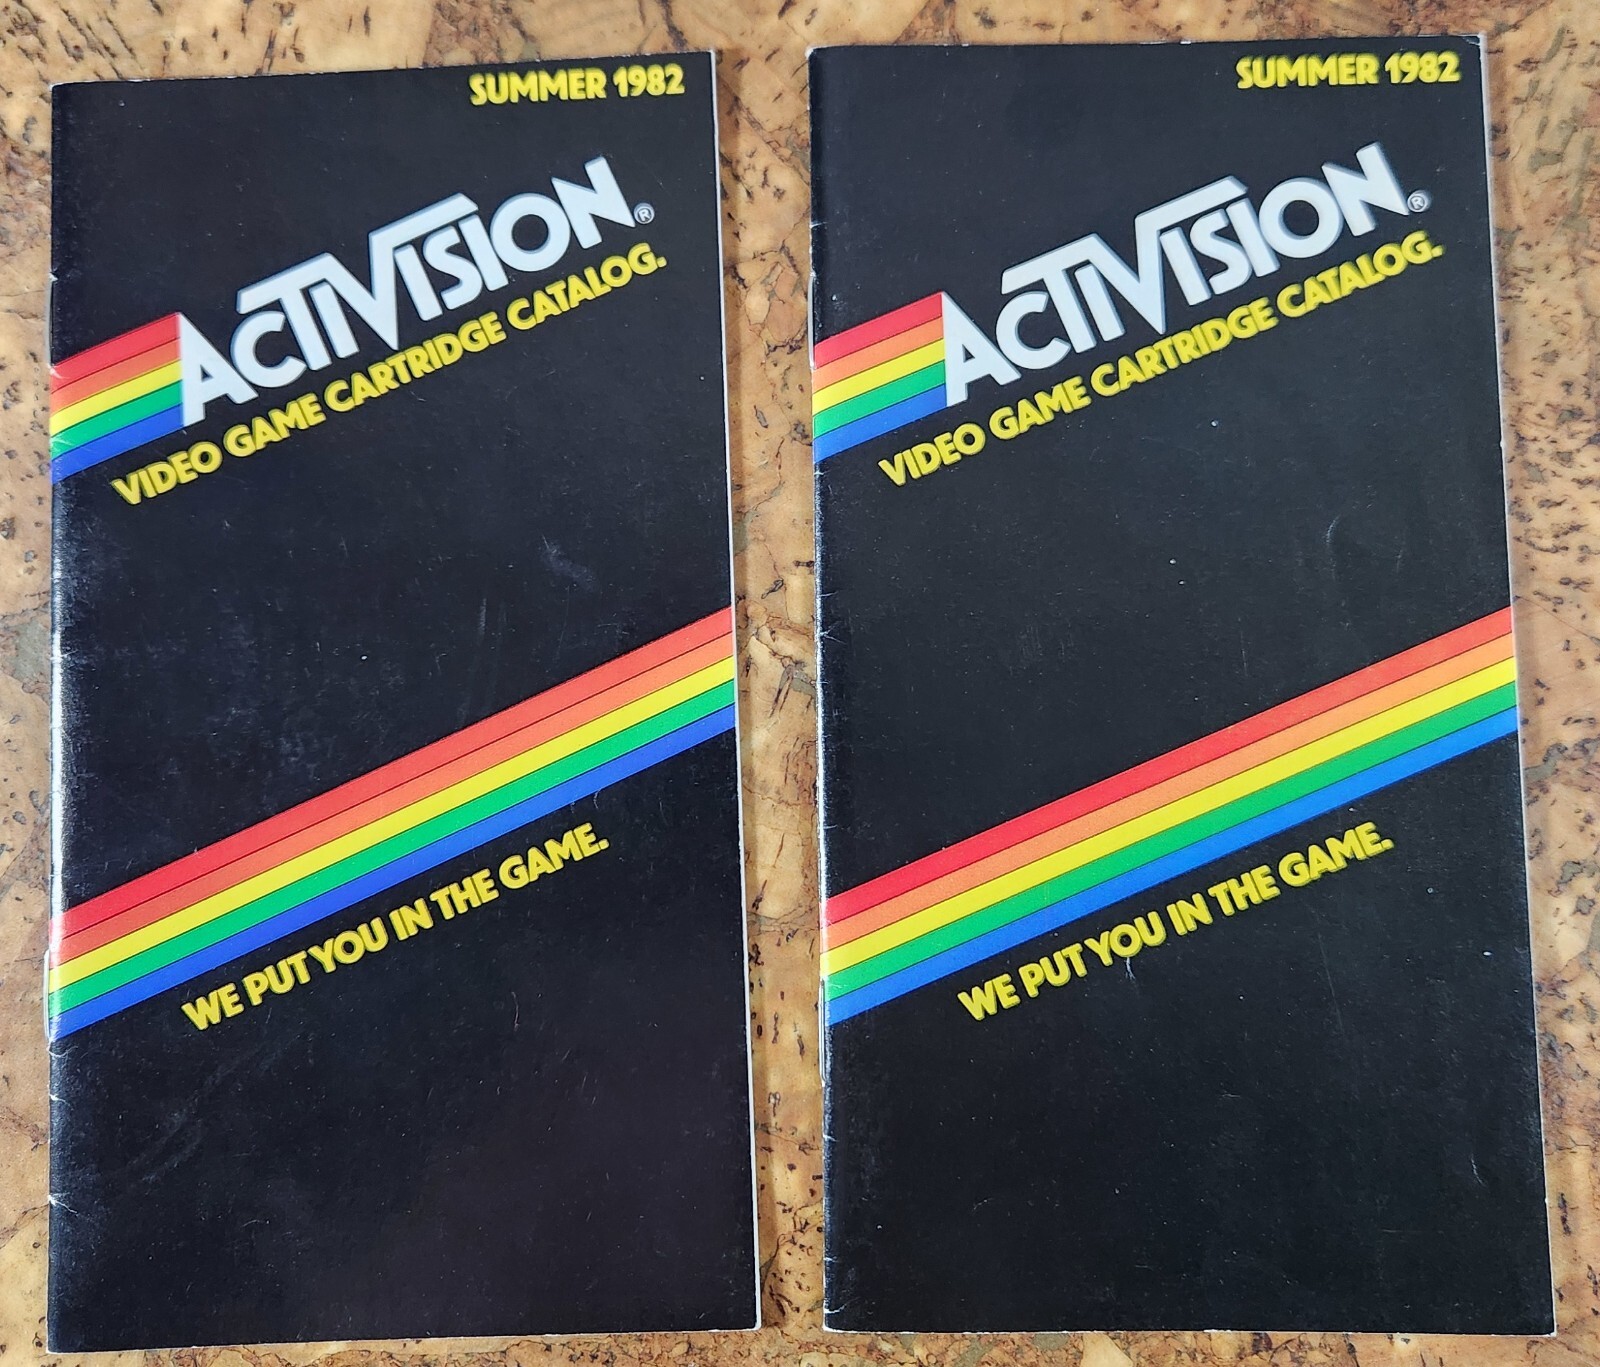 SUMMER 1982
ACTIVISION®
VIDEO GAME CARTRIDGE CATALOG.
WE PUT YOU IN THE GAME.
SUMMER 1982
ACTIVISION®
VIDEO GAME CARTRIDGE CATALOG.
WE PUT YOU IN THE GAME.